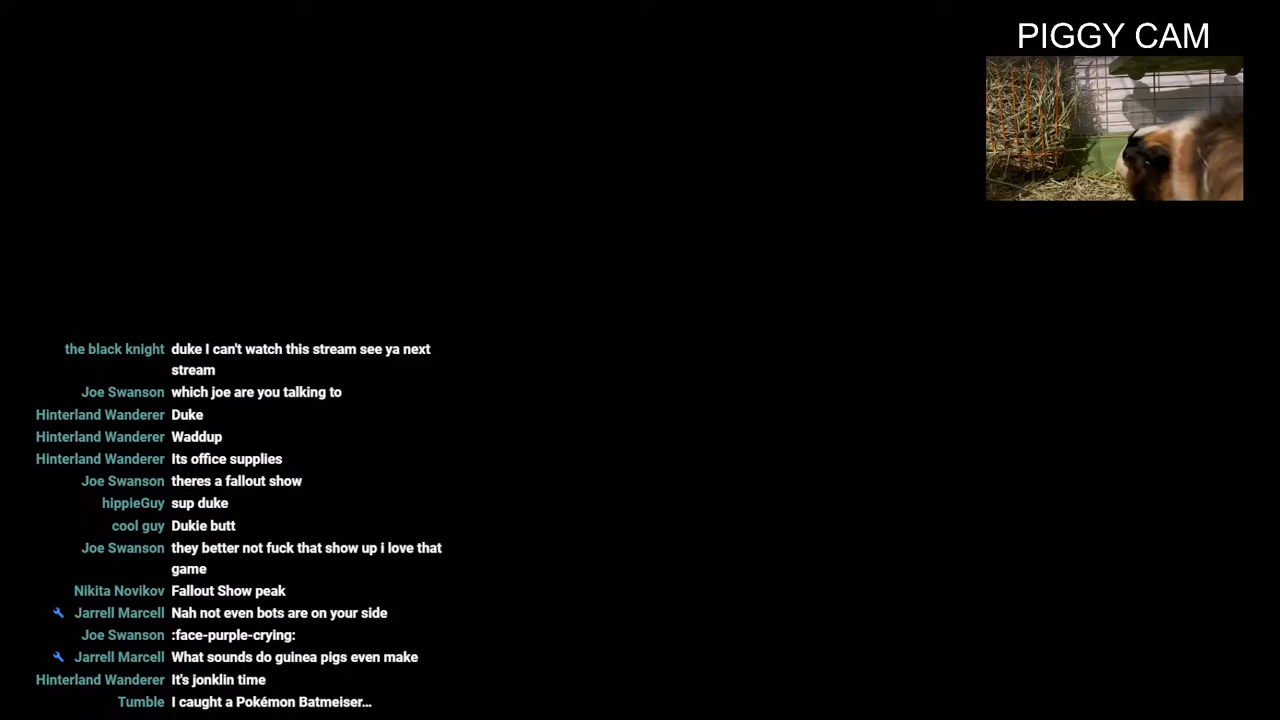 PIGGY CAM
the black knight duke I can't watch this stream see ya next
stream
Joe Swanson which joe are you talking to
Hinterland Wanderer Duke
Hinterland Wanderer Waddup
Hinterland Wanderer Its office supplies
Joe Swanson theres a fallout show
hippieGuy sup duke
cool guy Dukie butt
Joe Swanson they better not fuck that show up i love that
game
Nikita Novikov Fallout Show peak
Jarrell Marcell Nah not even bots are on your side
Joe Swanson :face-purple-crying:
Jarrell Marcell What sounds do guinea pigs even make
Hinterland Wanderer It's jonklin time
Tumble I caught a Pokémon Batmeiser...